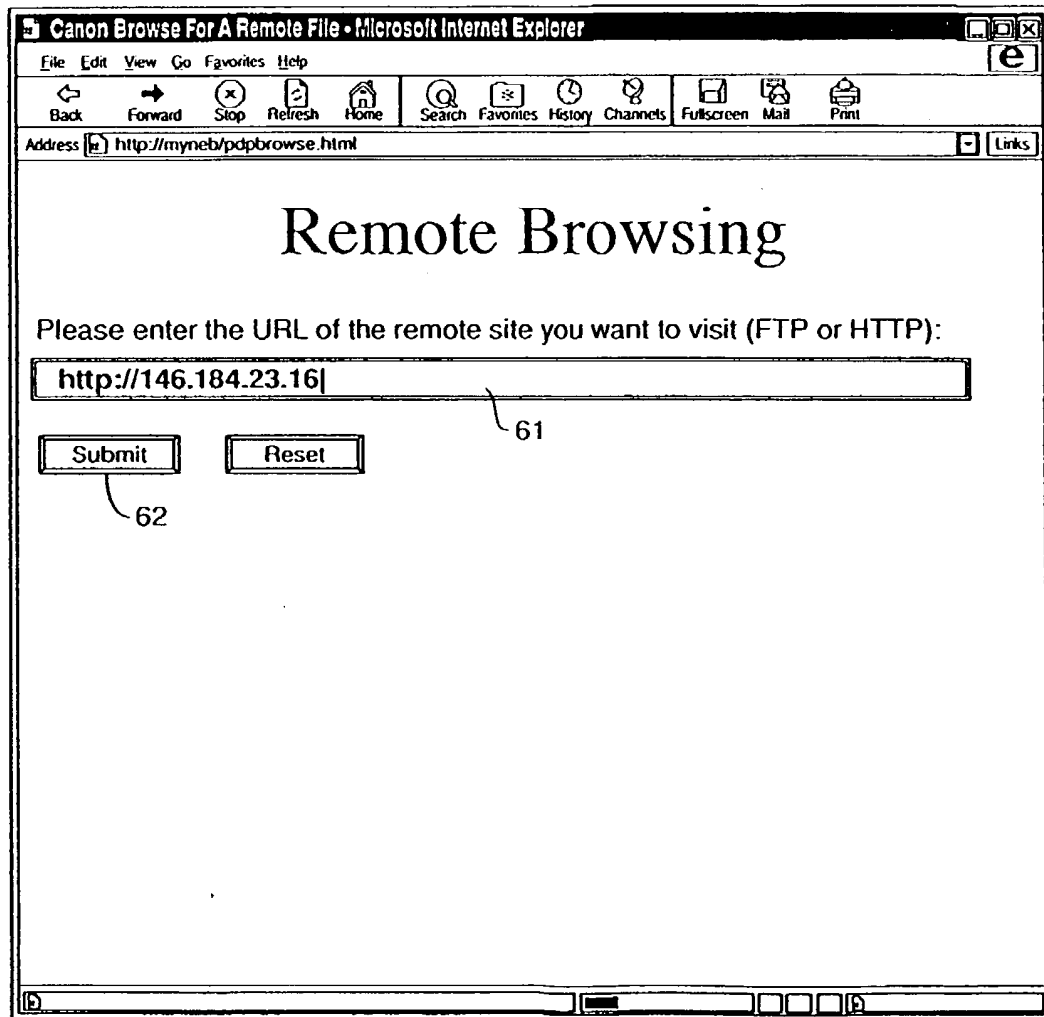 Canon Browse For A Remote File • Microsoft Internet Explorer
File Edit View Go Favorites Help
Back Forward Stop Refresh Home Search Favorites History Channels Fullscreen Mail Print
Address http://myneb/pdpbrowse.html Links
Remote Browsing
Please enter the URL of the remote site you want to visit (FTP or HTTP):
http://146.184.23.16
61
Submit Reset
62